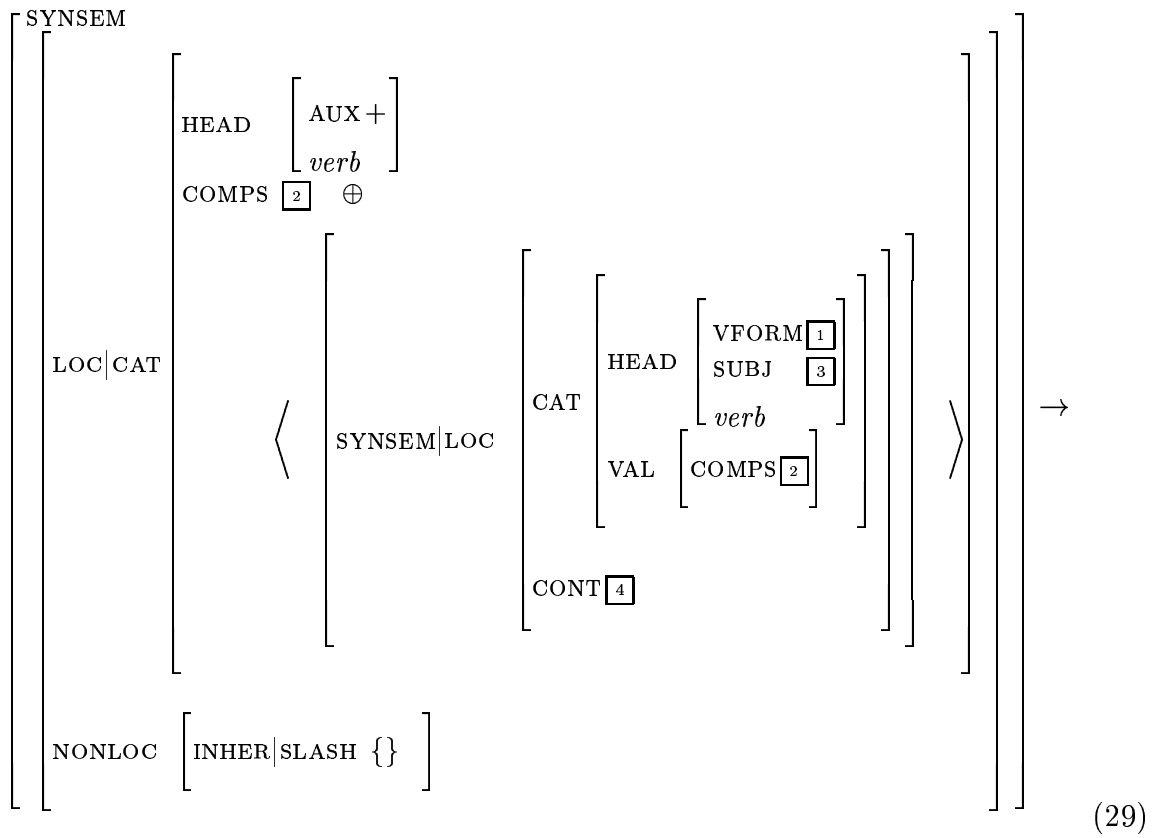 SYNSEM
HEAD AUX +
verb
COMPS 2 ⊕
VFORM 1
HEAD SUBJ 3
verb
LOC|CAT
CAT
⟨ SYNSEM|LOC ⟩ →
VAL COMPS 2
CONT 4
NONLOC INHER|SLASH {}
(29)